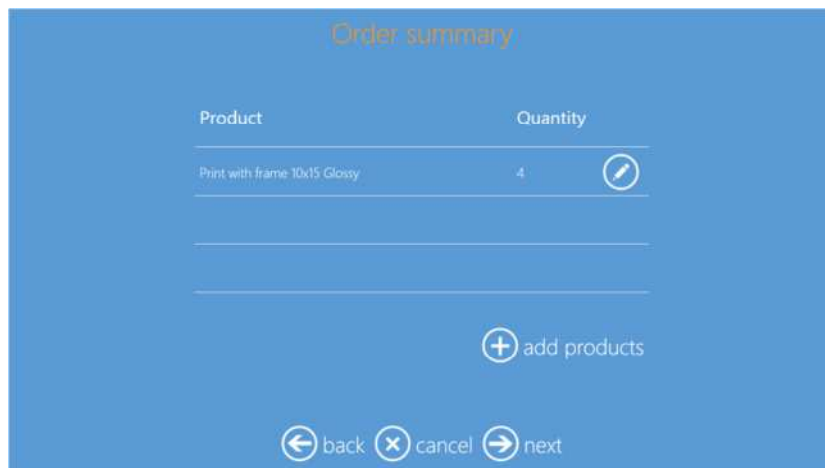 Order summary
Product Quantity
Print with frame 10x15 Glossy 4
add products
back cancel next